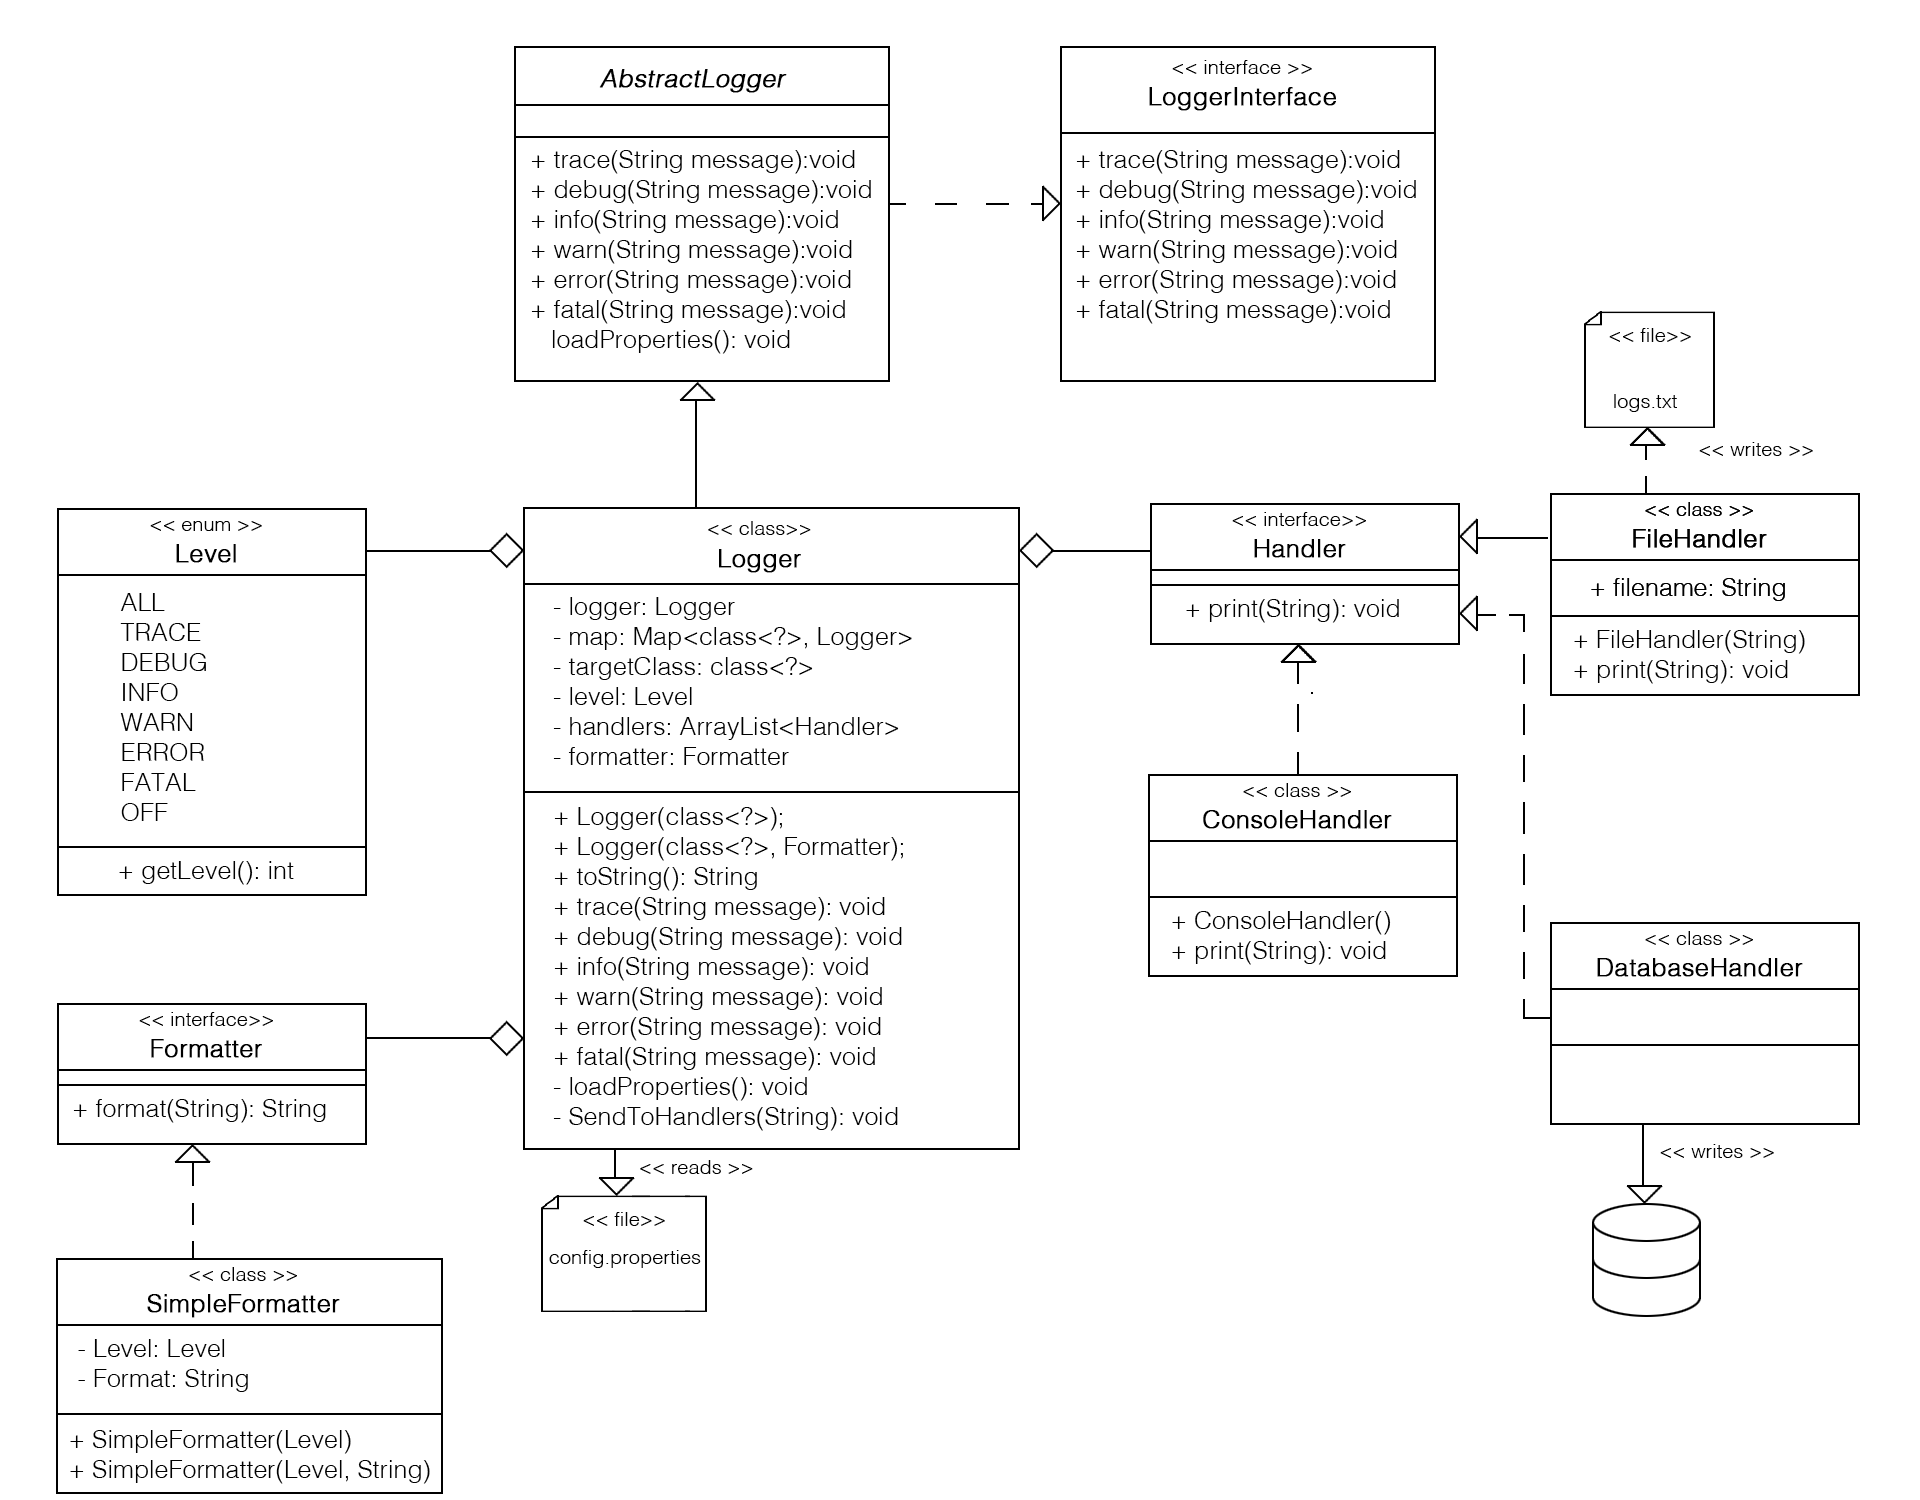 AbstractLogger
+ trace(String message):void
+ debug(String message):void
+ info(String message):void
+ warn(String message):void
+ error(String message):void
+ fatal(String message):void
loadProperties(): void
<< interface >>
LoggerInterface
+ trace(String message):void
+ debug(String message):void
+ info(String message):void
+ warn(String message):void
+ error(String message):void
+ fatal(String message):void
<< file>>
logs.txt
<< writes >>
<< enum >>
Level
ALL
TRACE
DEBUG
INFO
WARN
ERROR
FATAL
OFF
+ getLevel(): int
<< class>>
Logger
- logger: Logger
- map: Map<class<?>, Logger>
- targetClass: class<?>
- level: Level
- handlers: ArrayList<Handler>
- formatter: Formatter
+ Logger(class<?>);
+ Logger(class<?>, Formatter);
+ toString(): String
+ trace(String message): void
+ debug(String message): void
+ info(String message): void
+ warn(String message): void
+ error(String message): void
+ fatal(String message): void
- loadProperties(): void
- SendToHandlers(String): void
<< interface>>
Handler
+ print(String): void
<< class >>
FileHandler
+ filename: String
+ FileHandler(String)
+ print(String): void
<< class >>
ConsoleHandler
+ ConsoleHandler()
+ print(String): void
<< class >>
DatabaseHandler
<< writes >>
<< interface>>
Formatter
+ format(String): String
<< reads >>
<< file>>
config.properties
<< class >>
SimpleFormatter
- Level: Level
- Format: String
+ SimpleFormatter(Level)
+ SimpleFormatter(Level, String)